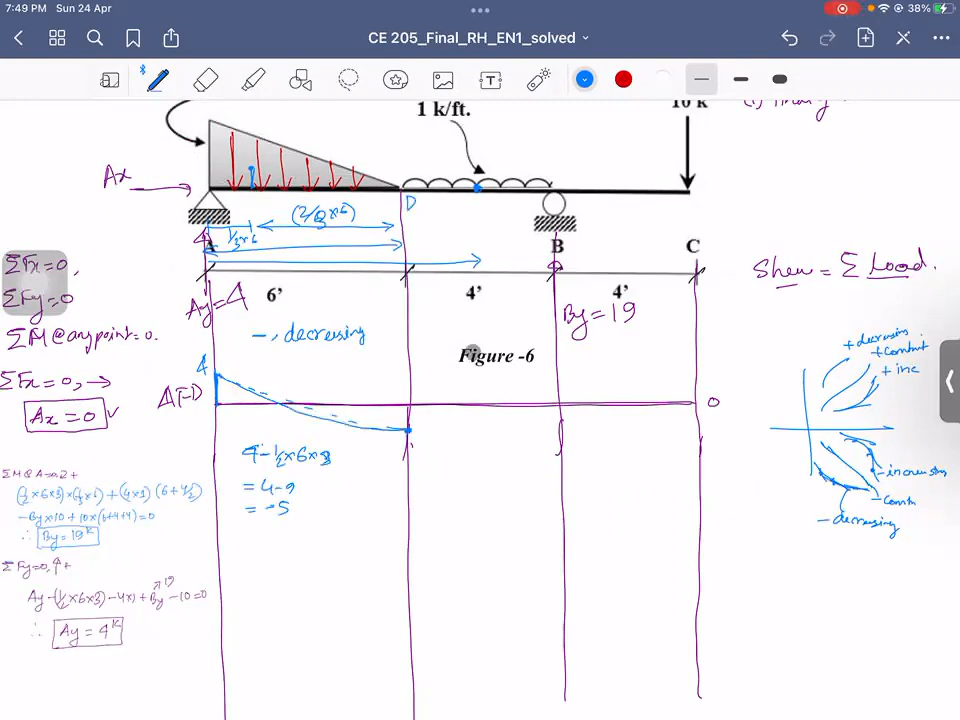 7:49 PM Sun 24 Apr
38%
CE 205_Final_RH_EN1_solved
1 k/ft.
10 k
Ax
D
(2/3×6)
1/3×6
A
B
C
6'
4'
4'
Ay=4
By=19
Figure -6
-, decreasing
Shear = Σ Load.
ΣFx=0,
ΣFy=0
ΣM@any point=0.
ΣFx=0, →
Ax=0
4
0
4-½×6×3
= 4-9
= -5
+ decreasing
+ constant
+ inc
- increasing
- const
- decreasing
ΣM@A=0, +
(½×6×3)×(⅓×6)+(4×1)(6+4/2)
-By×10+10×(6+4+4)=0
∴ By=19ᵏ
ΣFy=0, ↑+
19
Ay-(½×6×3)-4×1+By-10=0
∴ Ay=4ᵏ